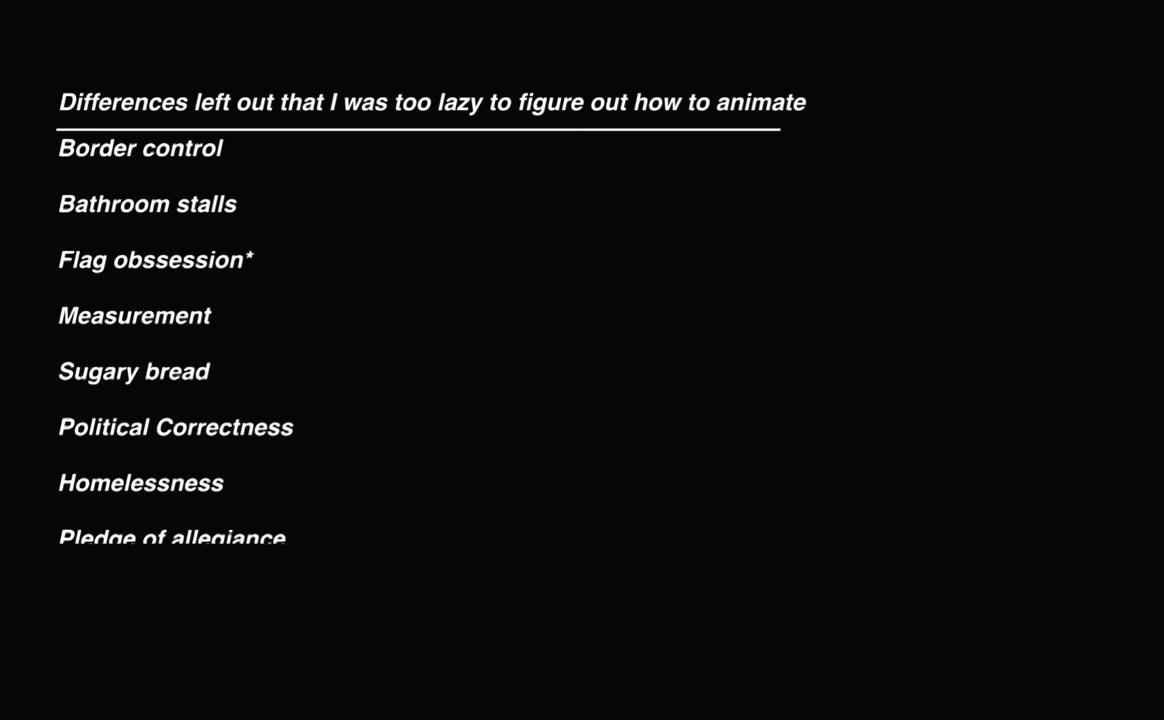 Differences left out that I was too lazy to figure out how to animate
Border control
Bathroom stalls
Flag obssession*
Measurement
Sugary bread
Political Correctness
Homelessness
Pledge of allegiance